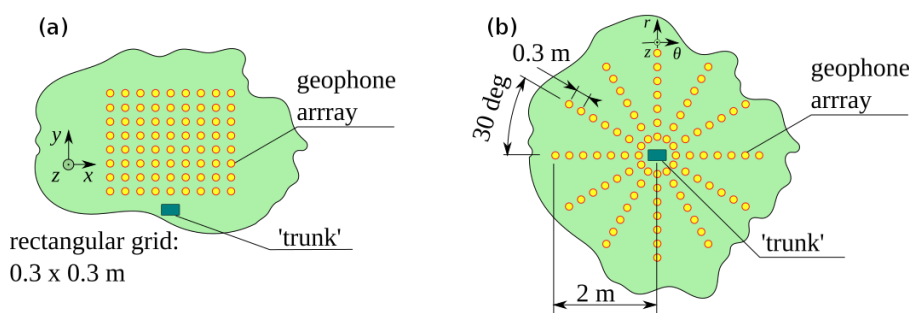 (a)
geophone
arrray
y
z
x
'trunk'
rectangular grid:
0.3 x 0.3 m
(b)
r
z
θ
0.3 m
30 deg
geophone
arrray
'trunk'
2 m